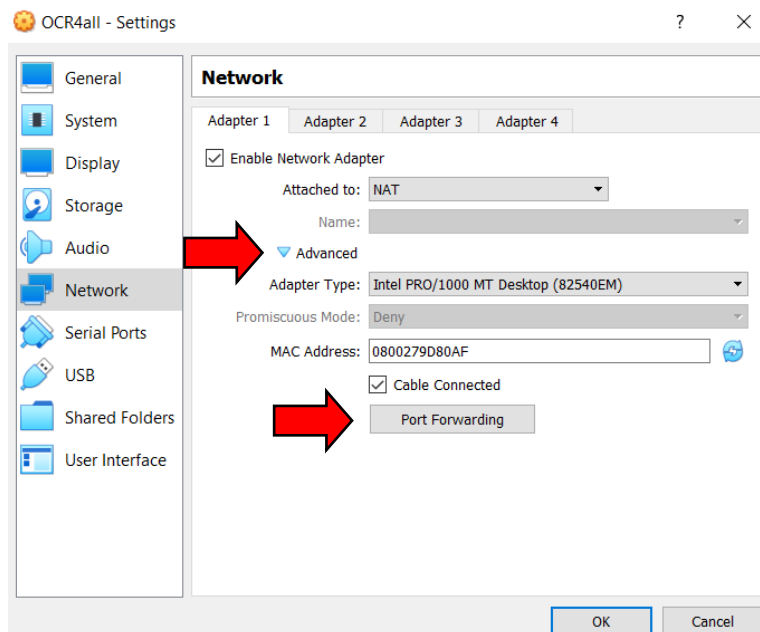 OCR4all - Settings ?
General
System
Display
Storage
Audio
Network
Serial Ports
USB
Shared Folders
User Interface
Network
Adapter 1 Adapter 2 Adapter 3 Adapter 4
Enable Network Adapter
Attached to: NAT
Name:
Advanced
Adapter Type: Intel PRO/1000 MT Desktop (82540EM)
Promiscuous Mode: Deny
MAC Address: 0800279D80AF
Cable Connected
Port Forwarding
OK Cancel